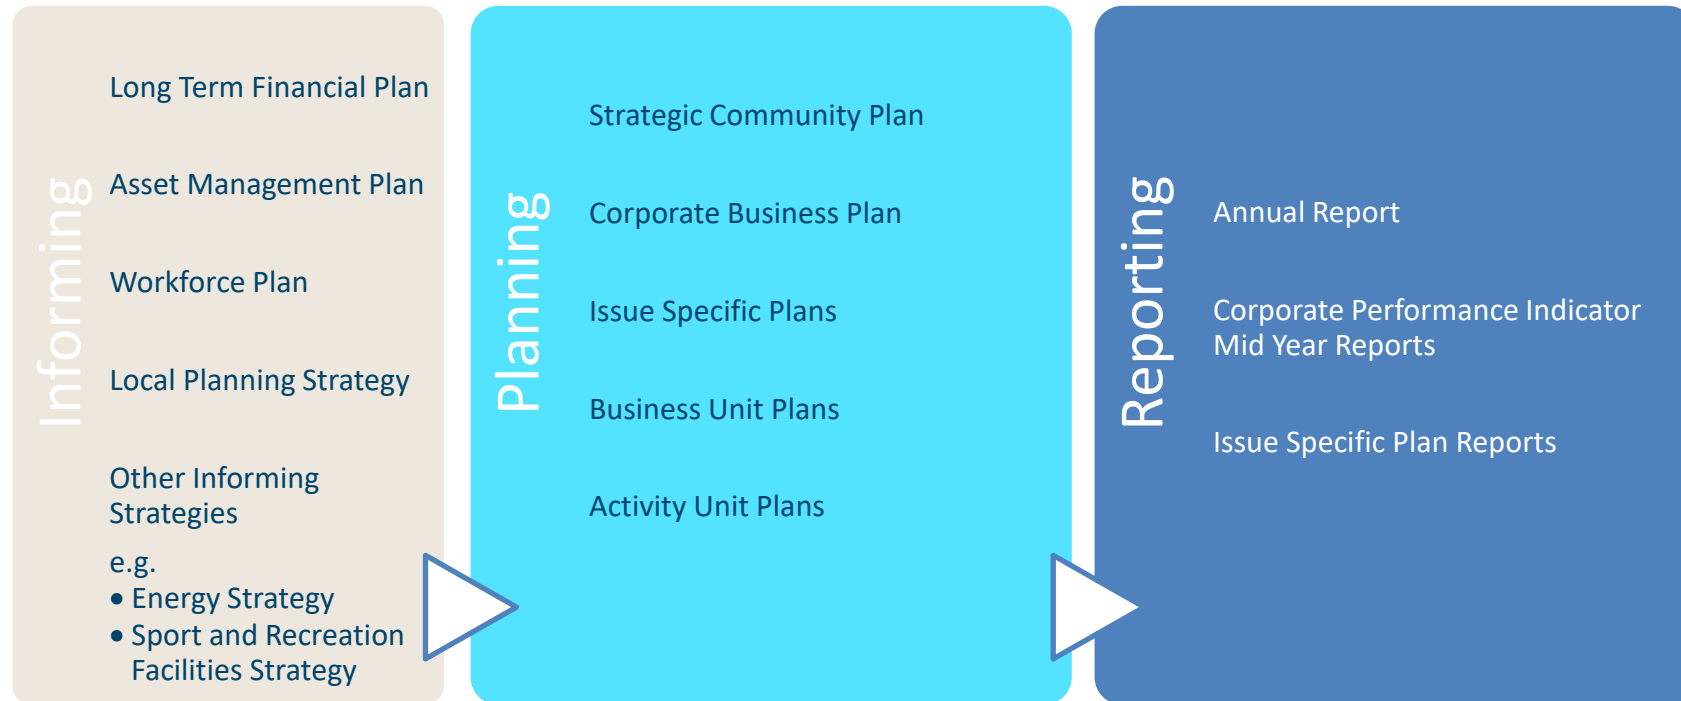 Informing
Long Term Financial Plan
Asset Management Plan
Workforce Plan
Local Planning Strategy
Other Informing
Strategies
e.g.
• Energy Strategy
• Sport and Recreation
Facilities Strategy
Planning
Strategic Community Plan
Corporate Business Plan
Issue Specific Plans
Business Unit Plans
Activity Unit Plans
Reporting
Annual Report
Corporate Performance Indicator
Mid Year Reports
Issue Specific Plan Reports